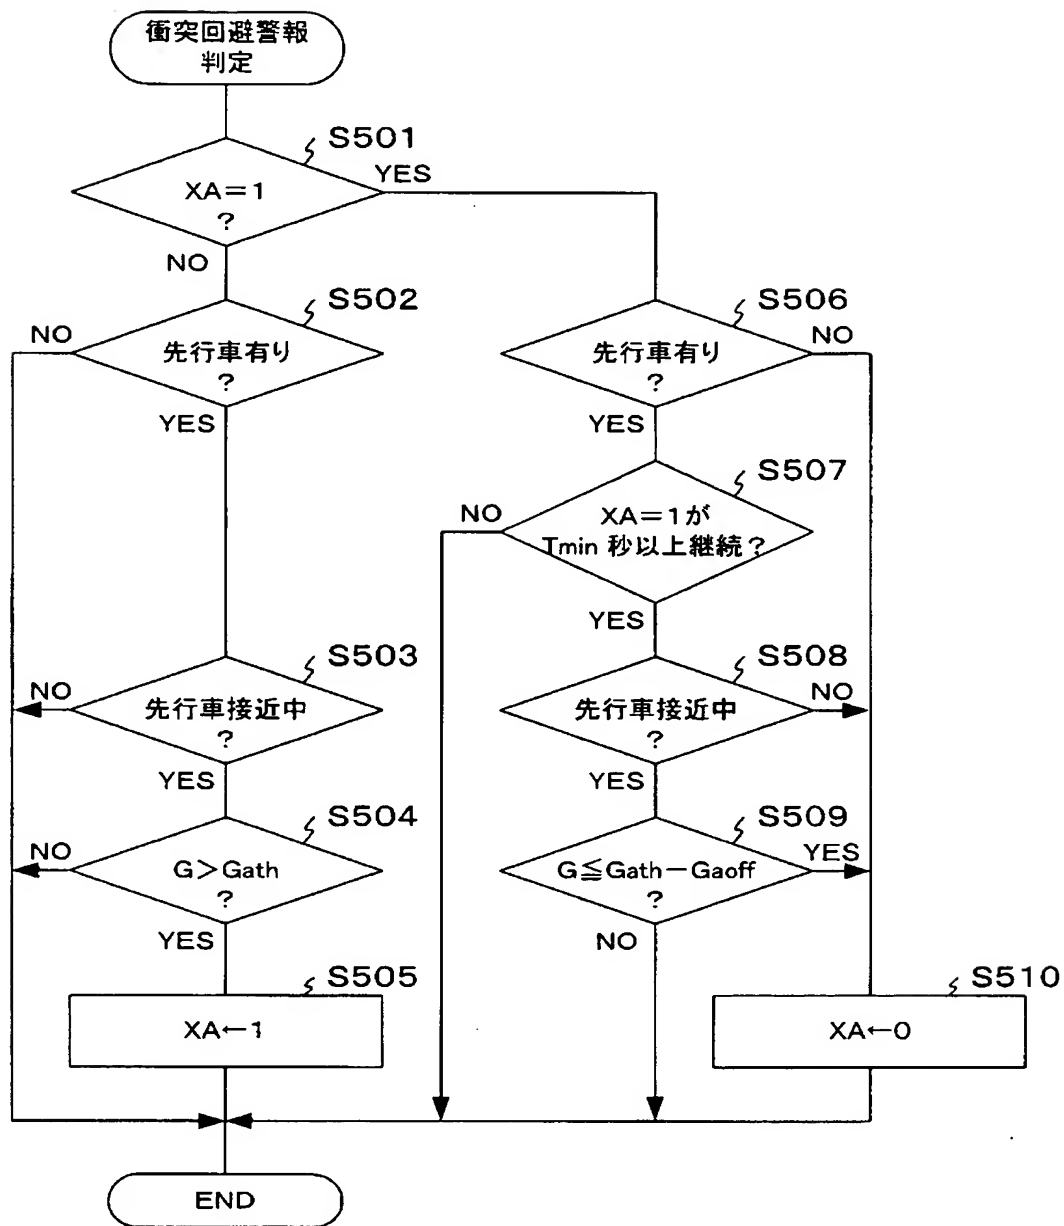 衝突回避警報
判定
S501
XA=1
?
YES
NO
S502
先行車有り
?
NO
YES
S506
先行車有り
?
NO
YES
S507
XA=1が
Tmin 秒以上継続?
NO
YES
S503
先行車接近中
?
NO
YES
S508
先行車接近中
?
NO
YES
S504
G>Gath
?
NO
YES
S509
G≦Gath-Gaoff
?
YES
NO
S505
XA←1
S510
XA←0
END